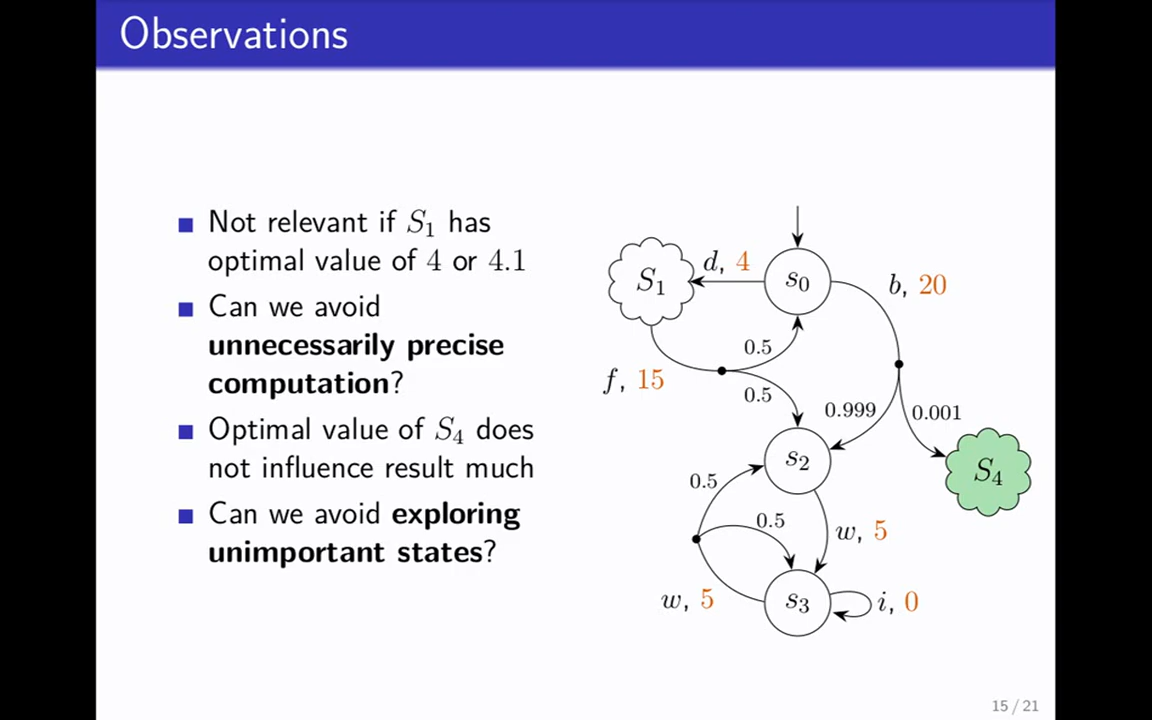 Observations
Not relevant if S₁ has
optimal value of 4 or 4.1
Can we avoid
unnecessarily precise
computation?
Optimal value of S₄ does
not influence result much
Can we avoid exploring
unimportant states?
S₁
d, 4
s₀
b, 20
0.5
f, 15
0.5
0.999
0.001
s₂
S₄
0.5
0.5
w, 5
w, 5
s₃
i, 0
15 / 21